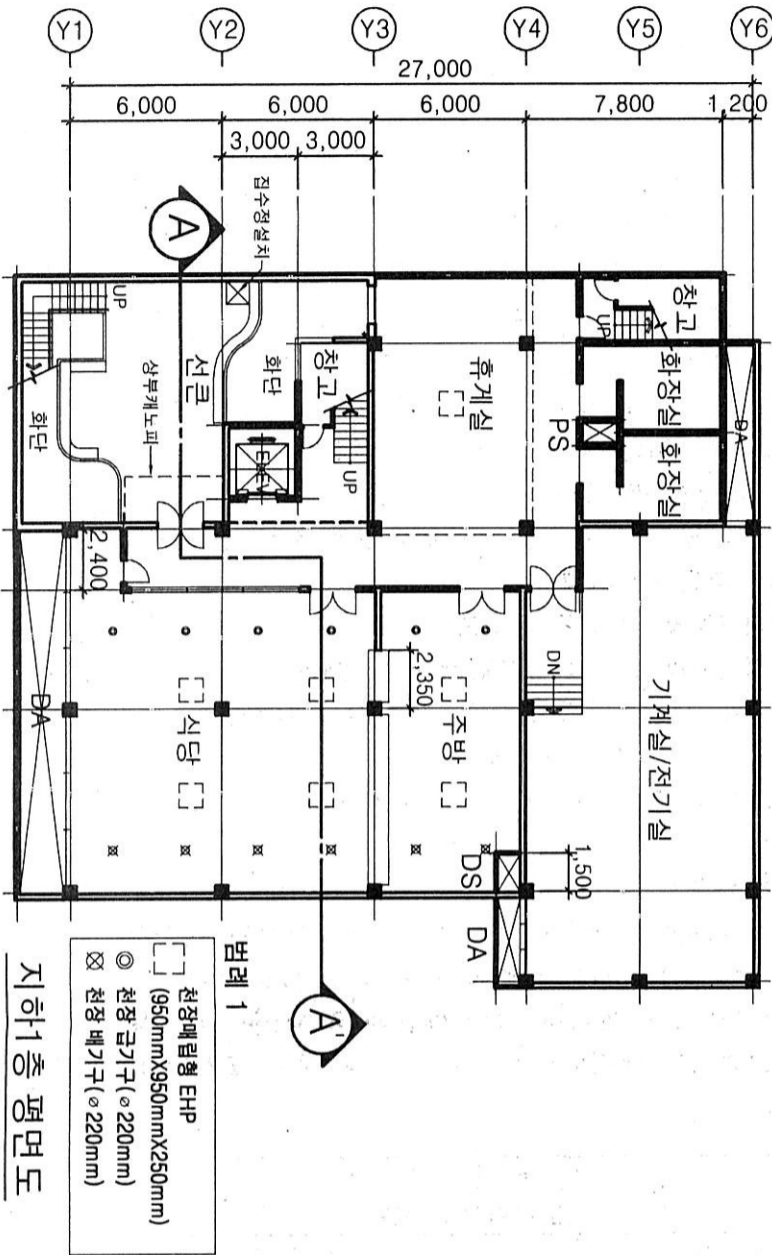 Y1
Y2
Y3
Y4
Y5
Y6
27,000
6,000
6,000
6,000
7,800
1,200
3,000
3,000
A
집수정설치
UP
화단
선큰
상부캐노피
화단
창고
UP
ELEV
휴게실
PS
창고
UP
화장실
화장실
DA
2,400
DA
식당
2,350
주방
DN
기계실/전기실
DS
1,500
DA
A'
범례 1
천장매립형 EHP
(950mmX950mmX250mm)
◎ 천장 급기구(ø220mm)
⊗ 천장 배기구(ø220mm)
지하1층 평면도